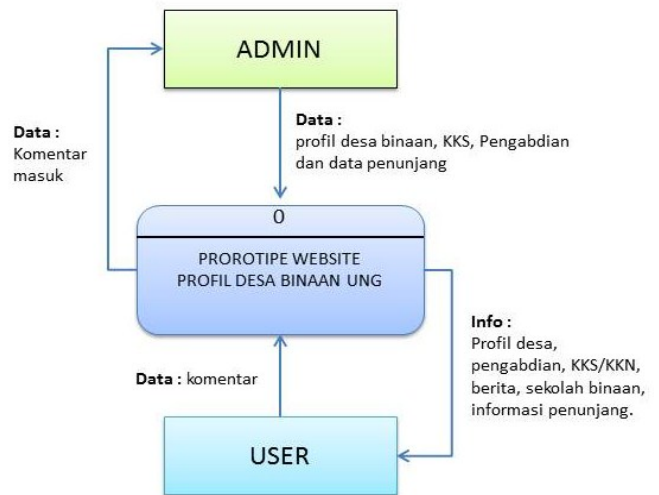 ADMIN
Data :
Komentar
masuk
Data :
profil desa binaan, KKS, Pengabdian
dan data penunjang
0
PROROTIPE WEBSITE
PROFIL DESA BINAAN UNG
Info :
Profil desa,
pengabdian, KKS/KKN,
berita, sekolah binaan,
informasi penunjang.
Data : komentar
USER